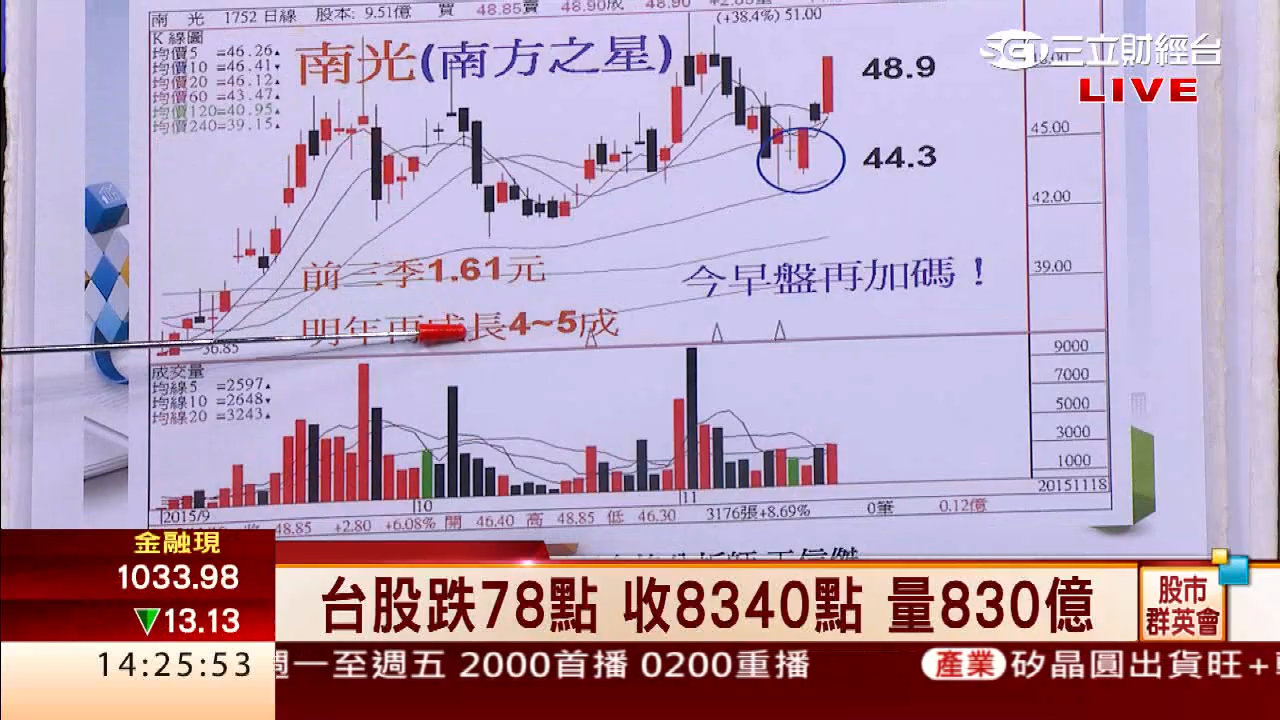 南 光 1752 日線 股本: 9.51億 買 48.85 賣 48.90 成 48.90
(+38.4%) 51.00
K 線圖
均價5 =46.26▲
均價10 =46.41▼
均價20 =46.12▲
均價60 =43.47▲
均價120=40.95▲
均價240=39.15▲
南光(南方之星)
SET 三立財經台
LIVE
48.9
44.3
45.00
42.00
39.00
前三季1.61元
今早盤再加碼！
明年再成長4~5成
36.85
成交量
均線5 =2597▲
均線10 =2648▼
均線20 =3243▲
9000
7000
5000
3000
1000
2015/9
10
11
20151118
48.85 +2.80 +6.08% 開 46.40 高 48.85 低 46.30 3176張+8.69% 0筆 0.12億
金融現
1033.98
▼13.13
台股跌78點 收8340點 量830億
股市
群英會
14:25:53
週一至週五 2000首播 0200重播 產業 矽晶圓出貨旺+